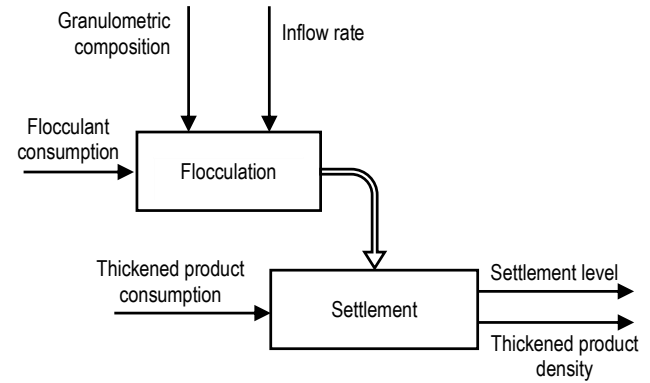 Granulometric
composition
Inflow rate
Flocculant
consumption
Flocculation
Thickened product
consumption
Settlement
Settlement level
Thickened product
density